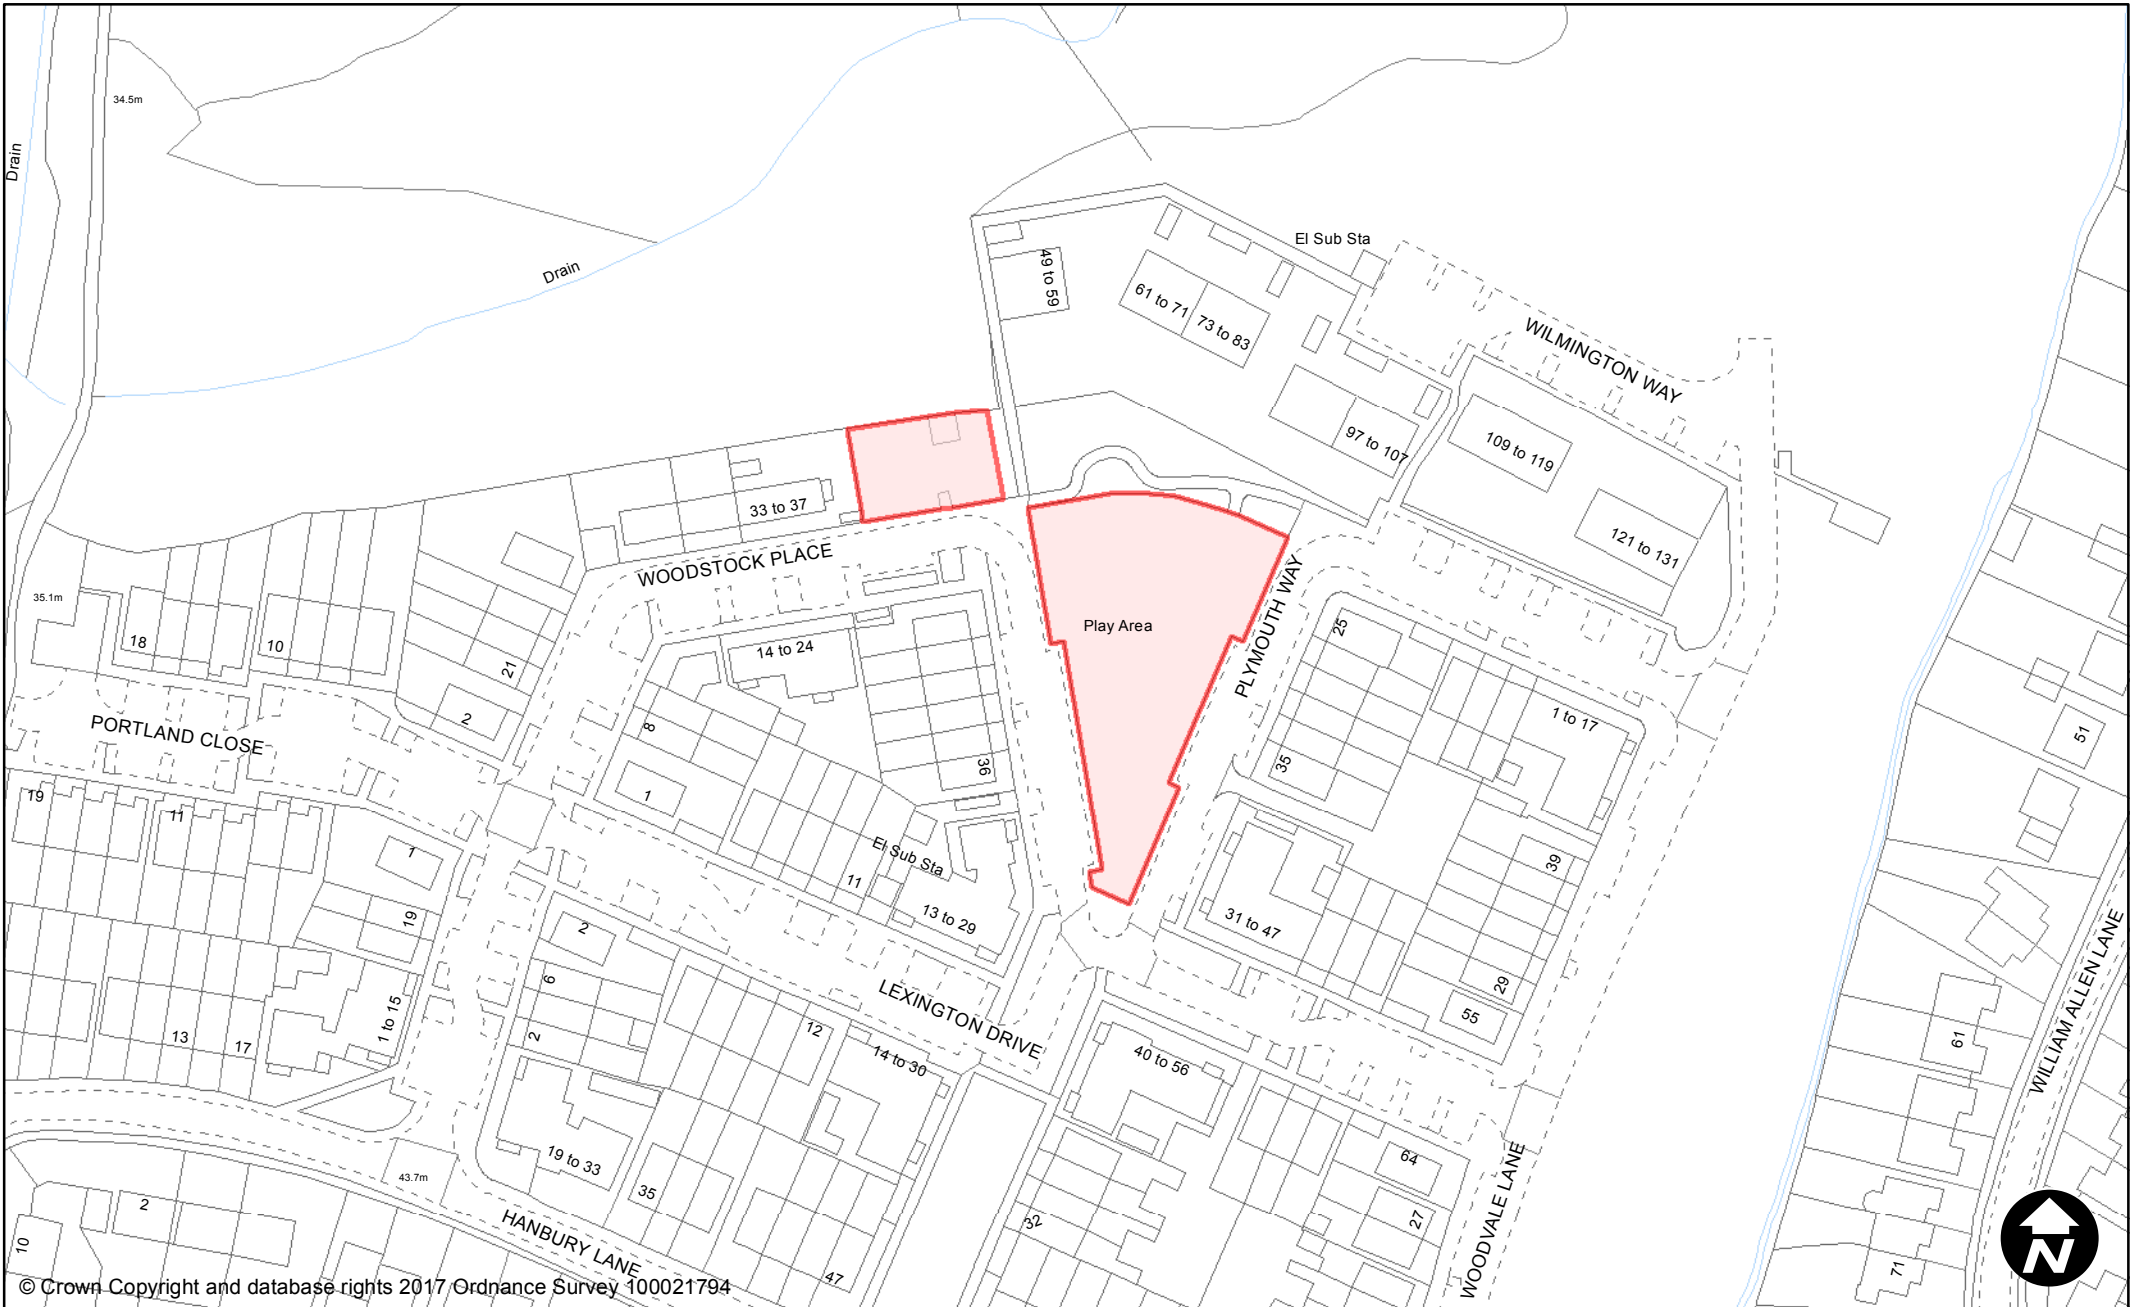 34.5m
Drain
Drain
El Sub Sta
49 to 59
61 to 71
73 to 83
WILMINGTON WAY
97 to 107
109 to 119
121 to 131
33 to 37
WOODSTOCK PLACE
PLYMOUTH WAY
Play Area
35.1m
18
10
21
2
14 to 24
8
1
36
25
35
1 to 17
51
PORTLAND CLOSE
19
11
1
19
El Sub Sta
11
13 to 29
31 to 47
39
29
55
2
6
2
LEXINGTON DRIVE
12
14 to 30
40 to 56
13
17
1 to 15
61
WILLIAM ALLEN LANE
19 to 33
35
43.7m
64
27
32
WOODVALE LANE
2
10
HANBURY LANE
47
71
N
© Crown Copyright and database rights 2017 Ordnance Survey 100021794